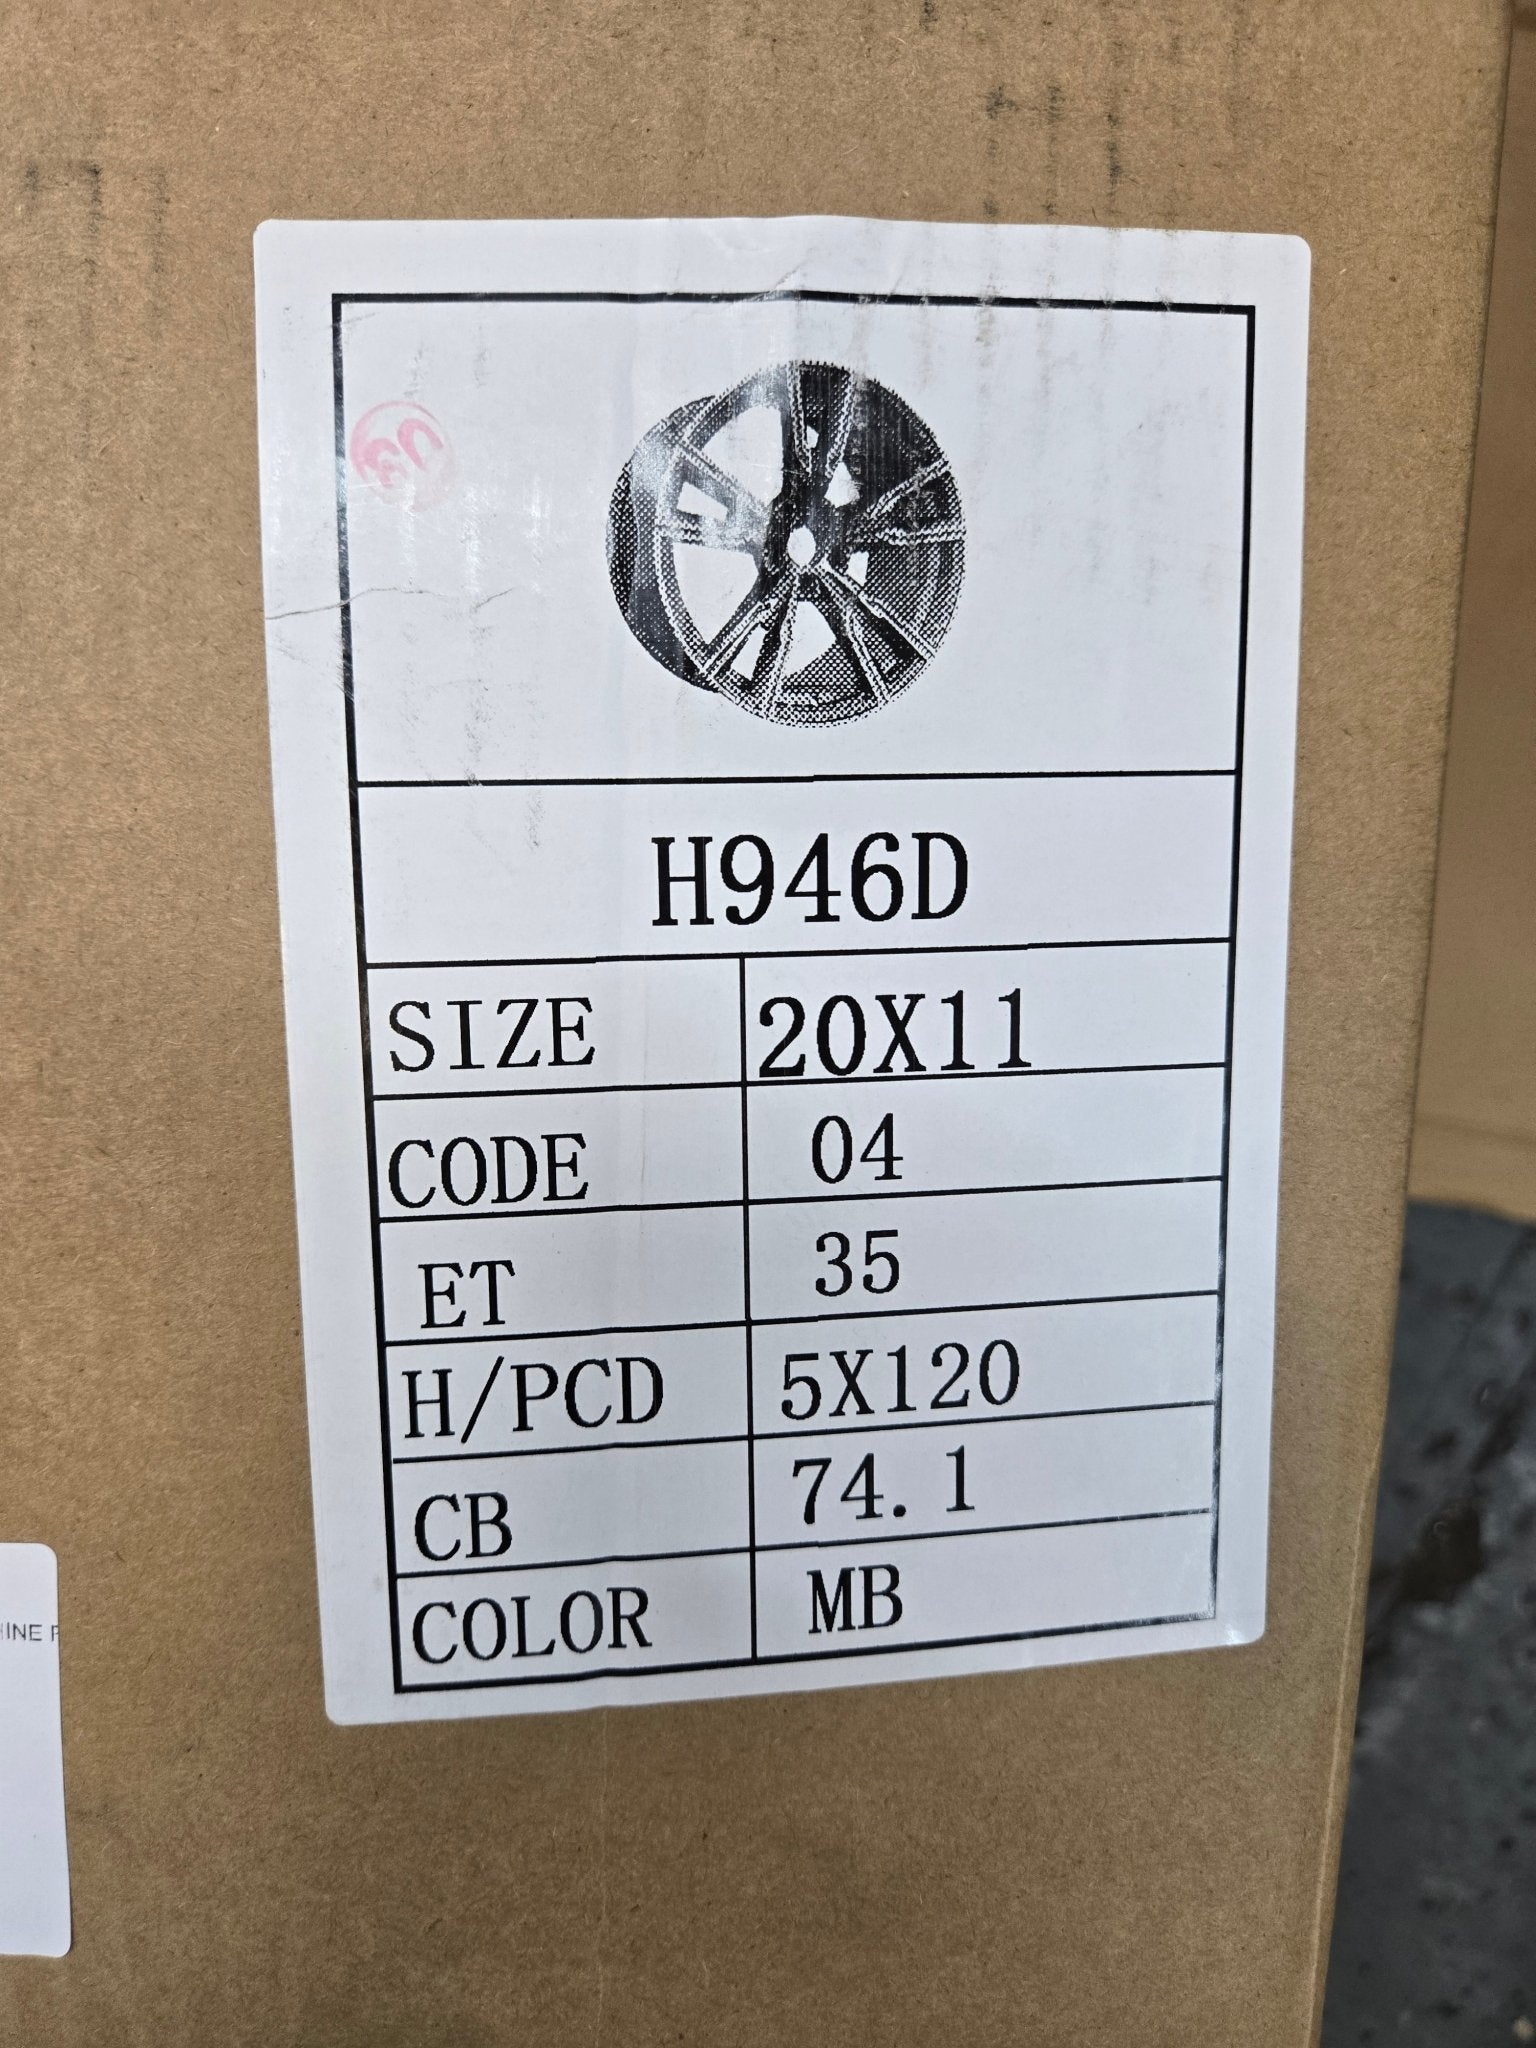 H946D
SIZE 20X11
CODE 04
ET 35
H/PCD 5X120
CB 74.1
COLOR MB